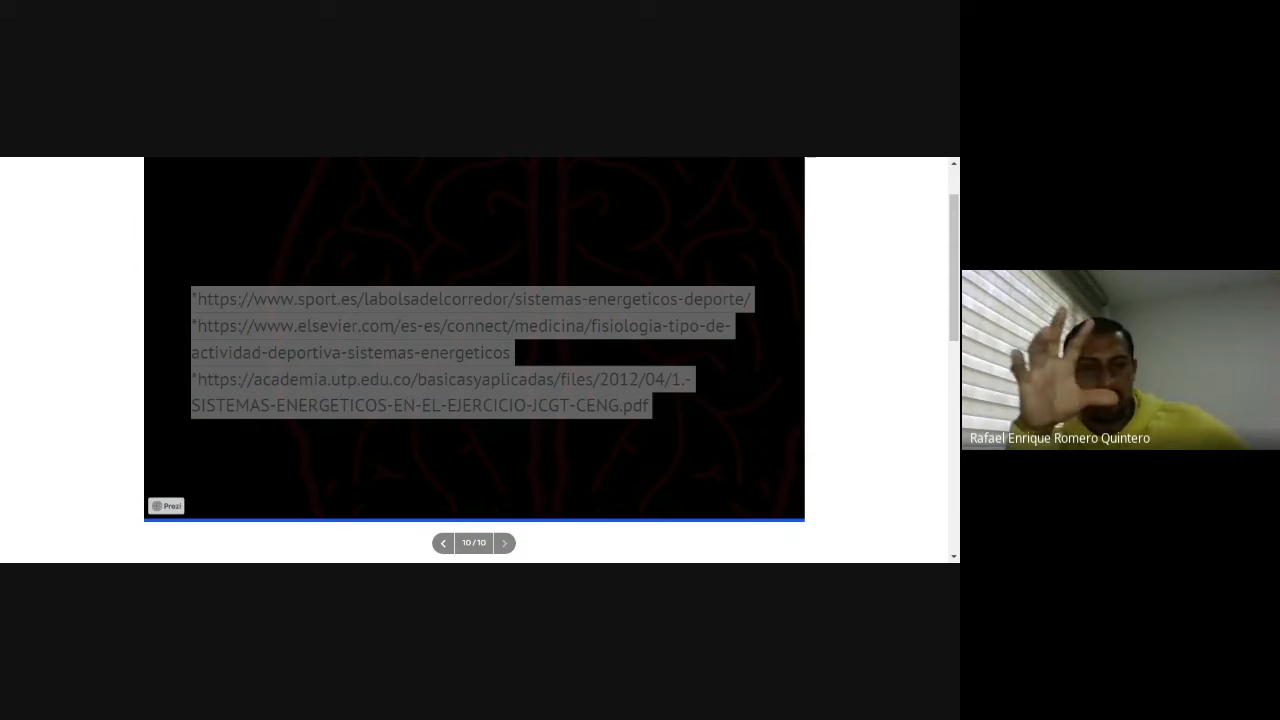 *https://www.sport.es/labolsadelcorredor/sistemas-energeticos-deporte/
*https://www.elsevier.com/es-es/connect/medicina/fisiologia-tipo-de-
actividad-deportiva-sistemas-energeticos
*https://academia.utp.edu.co/basicasyaplicadas/files/2012/04/1.-
SISTEMAS-ENERGETICOS-EN-EL-EJERCICIO-JCGT-CENG.pdf
Prezi
10/10
Rafael Enrique Romero Quintero